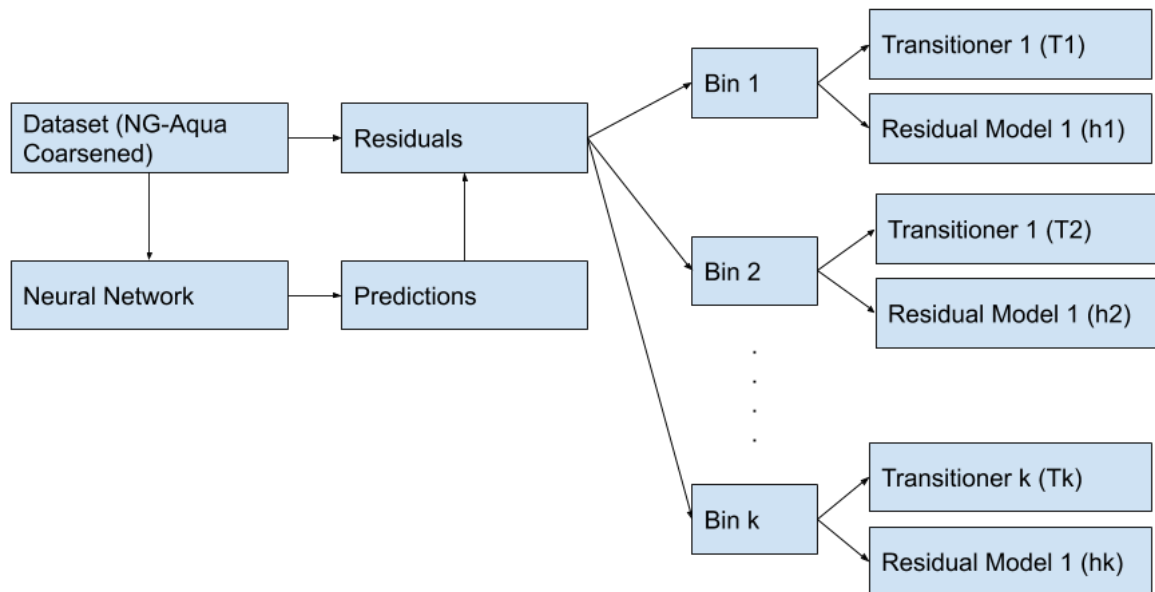 Dataset (NG-Aqua
Coarsened)
Residuals
Neural Network
Predictions
Bin 1
Transitioner 1 (T1)
Residual Model 1 (h1)
Bin 2
Transitioner 1 (T2)
Residual Model 1 (h2)
Bin k
Transitioner k (Tk)
Residual Model 1 (hk)